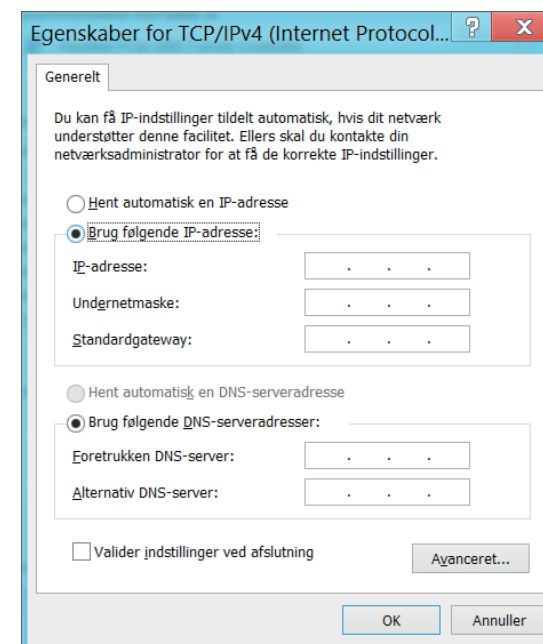 Egenskaber for TCP/IPv4 (Internet Protocol...
?
X
Generelt
Du kan få IP-indstillinger tildelt automatisk, hvis dit netværk
understøtter denne facilitet. Ellers skal du kontakte din
netværksadministrator for at få de korrekte IP-indstillinger.
Hent automatisk en IP-adresse
Brug følgende IP-adresse:
IP-adresse: . . .
Undernetmaske: . . .
Standardgateway: . . .
Hent automatisk en DNS-serveradresse
Brug følgende DNS-serveradresser:
Foretrukken DNS-server: . . .
Alternativ DNS-server: . . .
Valider indstillinger ved afslutning
Avanceret...
OK Annuller